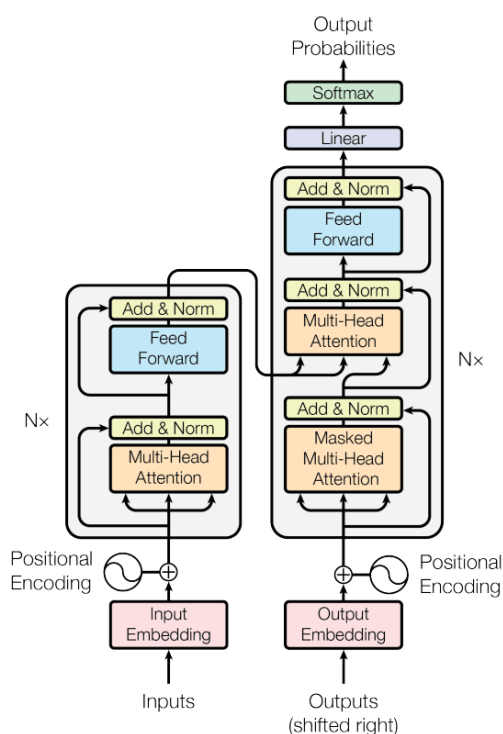 Output
Probabilities
Softmax
Linear
Add & Norm
Feed
Forward
Add & Norm
Multi-Head
Attention
Nx
Add & Norm
Masked
Multi-Head
Attention
Add & Norm
Feed
Forward
Nx
Add & Norm
Multi-Head
Attention
Positional
Encoding
Positional
Encoding
Input
Embedding
Output
Embedding
Inputs
Outputs
(shifted right)